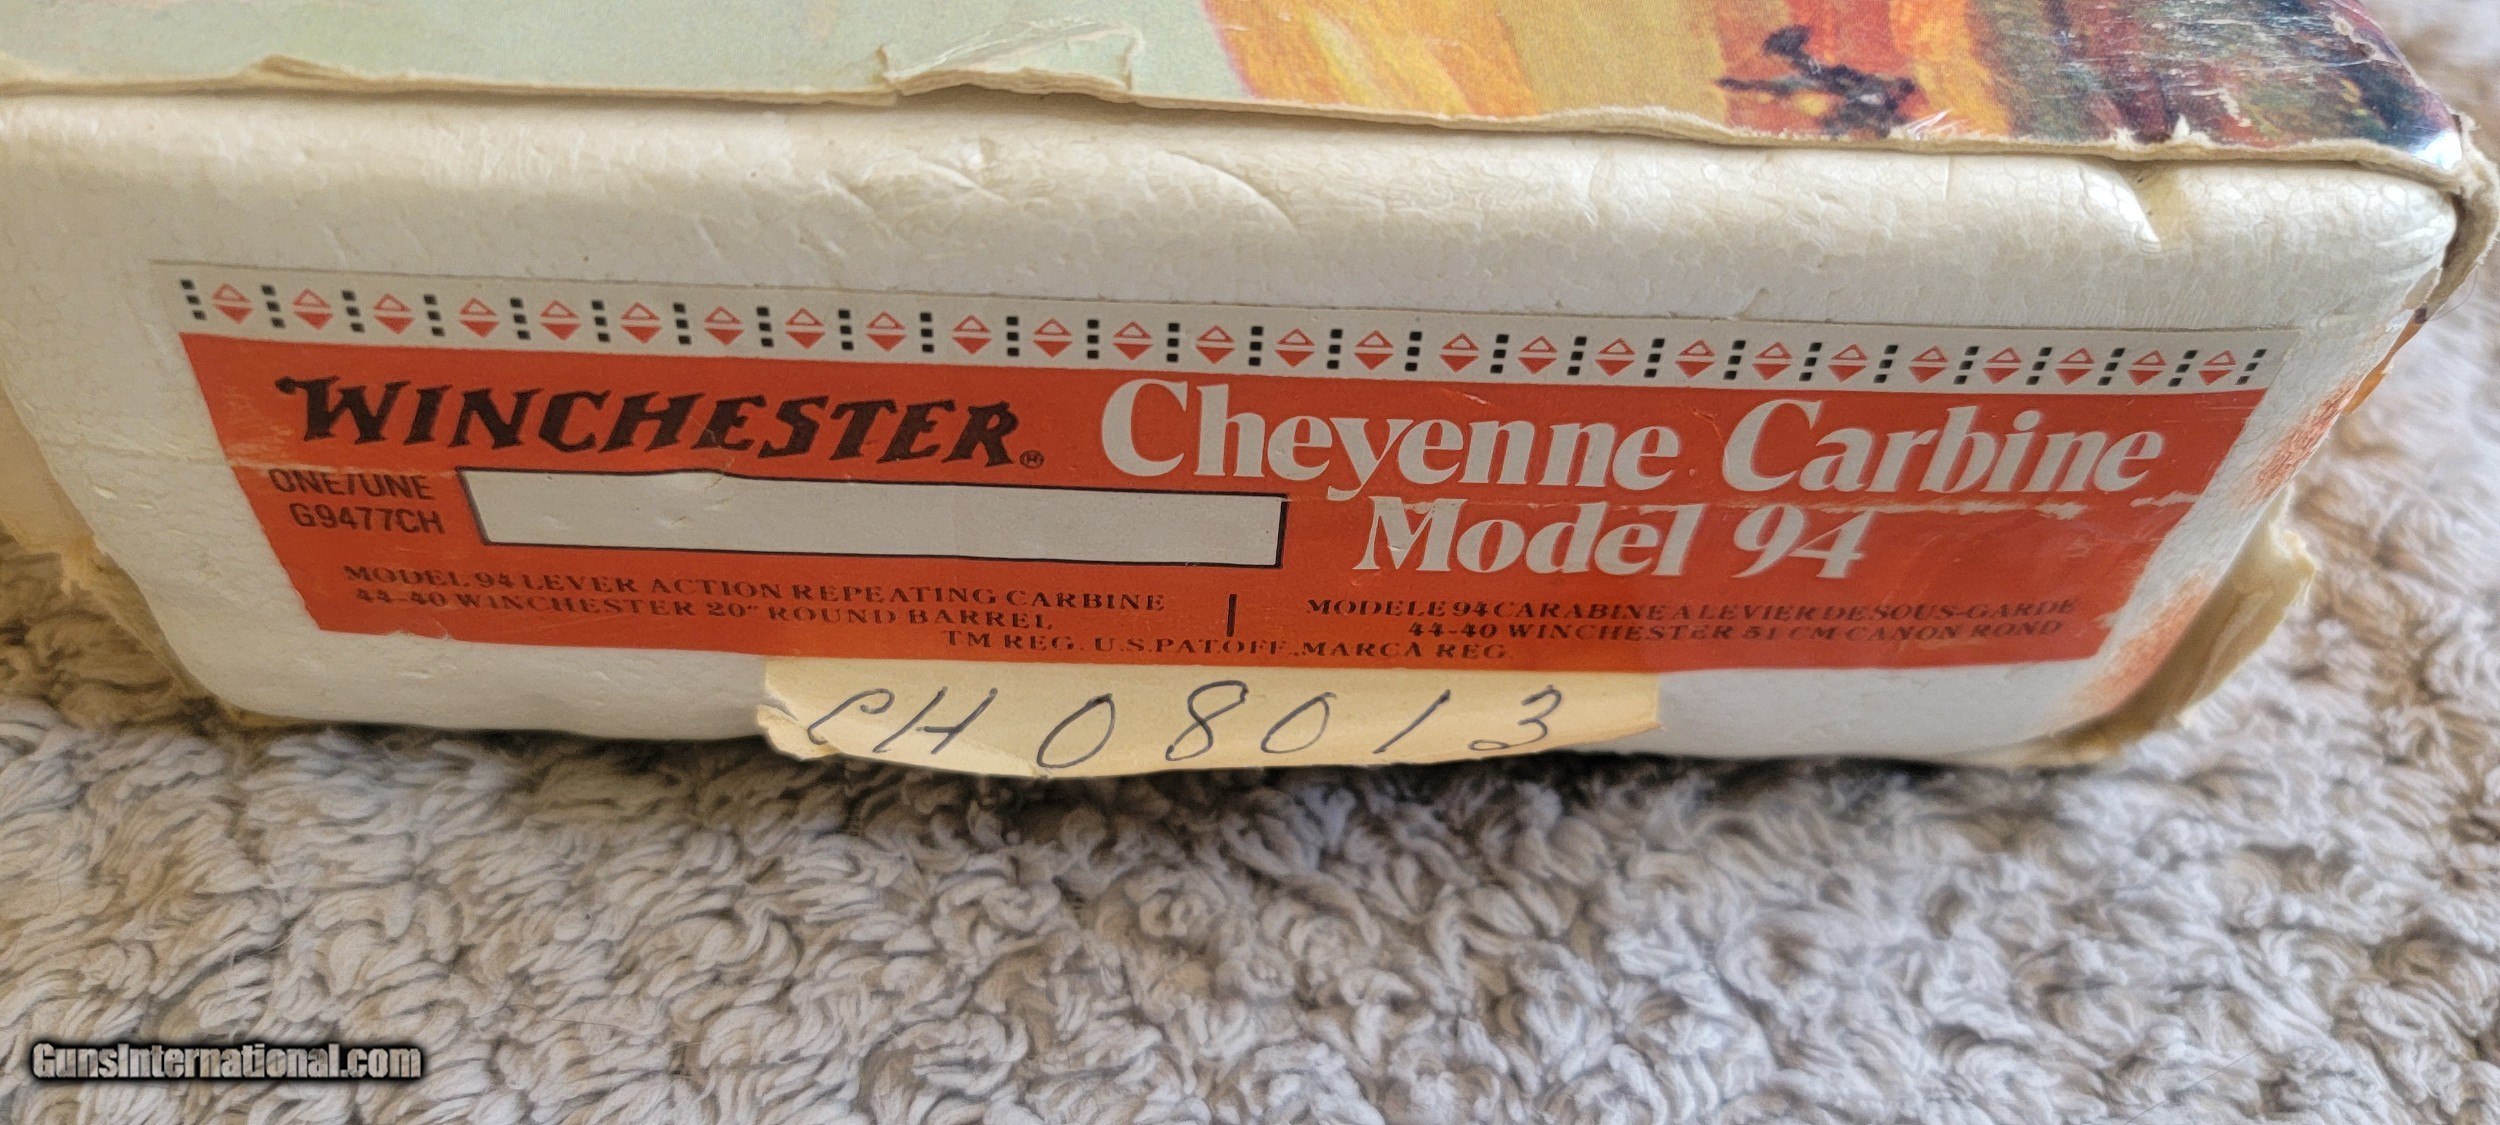 WINCHESTER® Cheyenne Carbine
Model 94
ONE/UNE
G9477CH
MODEL 94 LEVER ACTION REPEATING CARBINE
44-40 WINCHESTER 20" ROUND BARREL
MODELE 94 CARABINE A LEVIER DE SOUS-GARDE
44-40 WINCHESTER 51 CM CANON ROND
TM REG. U.S.PAT.OFF.,MARCA REG
CH 08013
GunsInternational.com